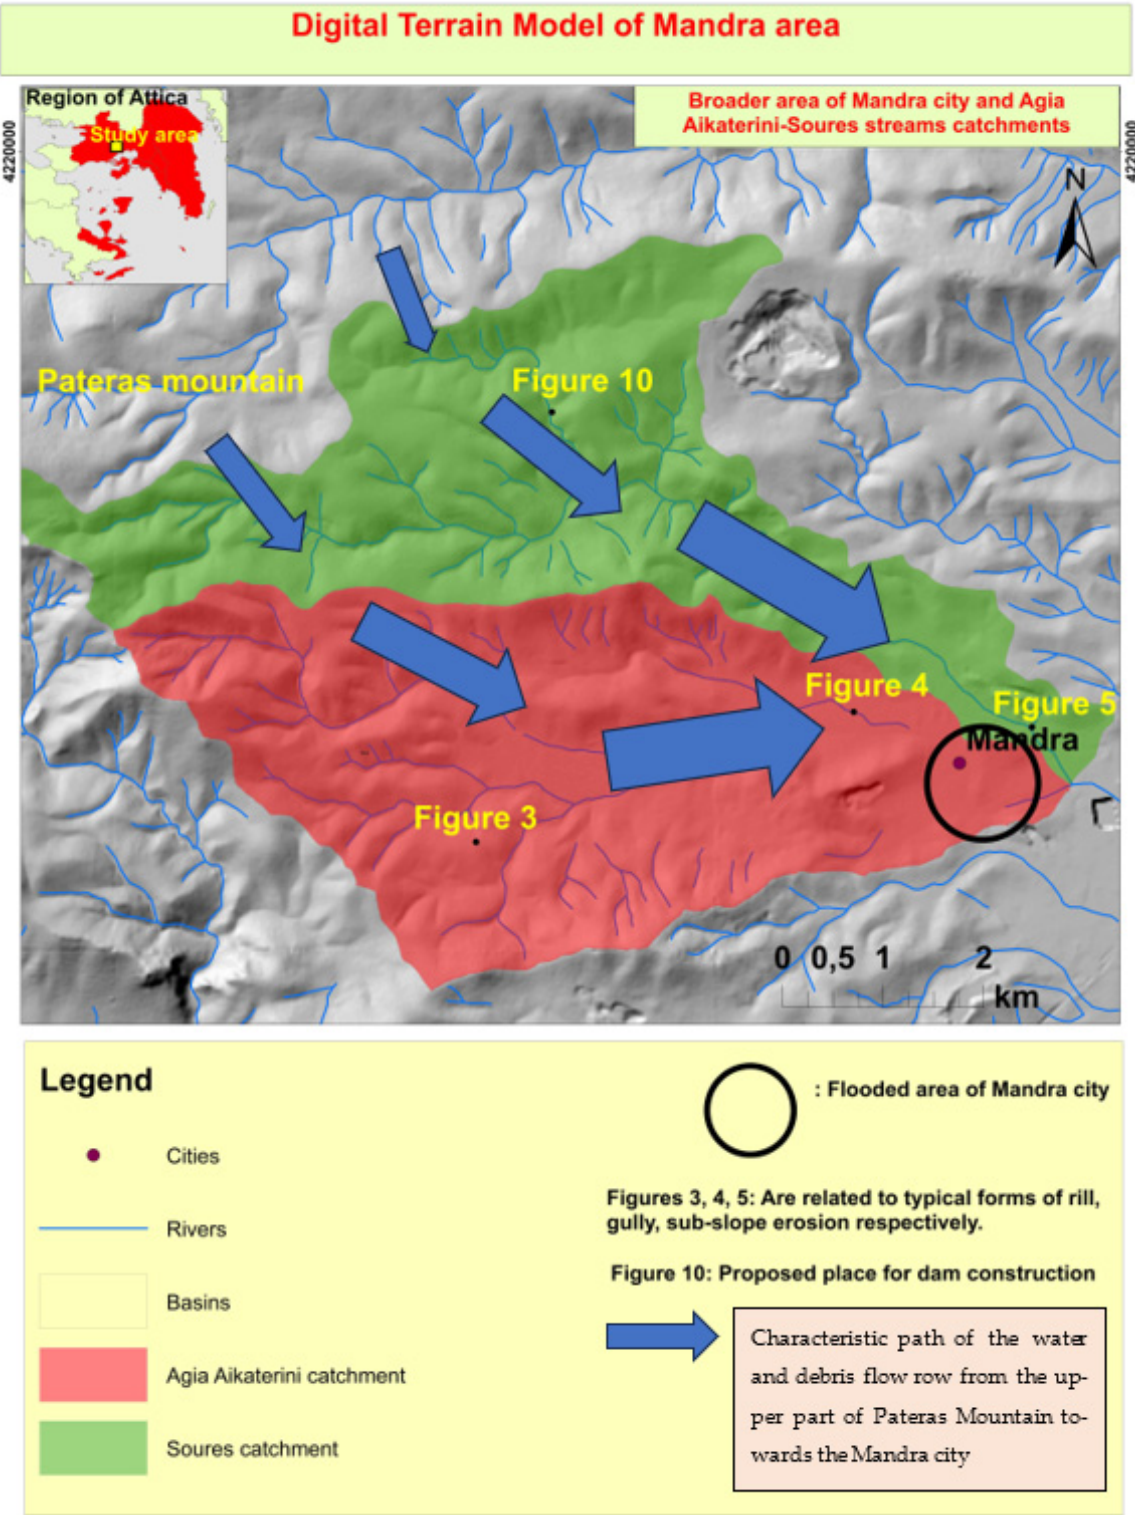 Digital Terrain Model of Mandra area
Region of Attica
Study area
Broader area of Mandra city and Agia
Aikaterini-Soures streams catchments
4220000
4220000
N
Pateras mountain
Figure 10
Figure 4
Figure 5
Mandra
Figure 3
0 0,5 1 2
km
Legend
Cities
Rivers
Basins
Agia Aikaterini catchment
Soures catchment
: Flooded area of Mandra city
Figures 3, 4, 5: Are related to typical forms of rill,
gully, sub-slope erosion respectively.
Figure 10: Proposed place for dam construction
Characteristic path of the water
and debris flow row from the up-
per part of Pateras Mountain to-
wards the Mandra city